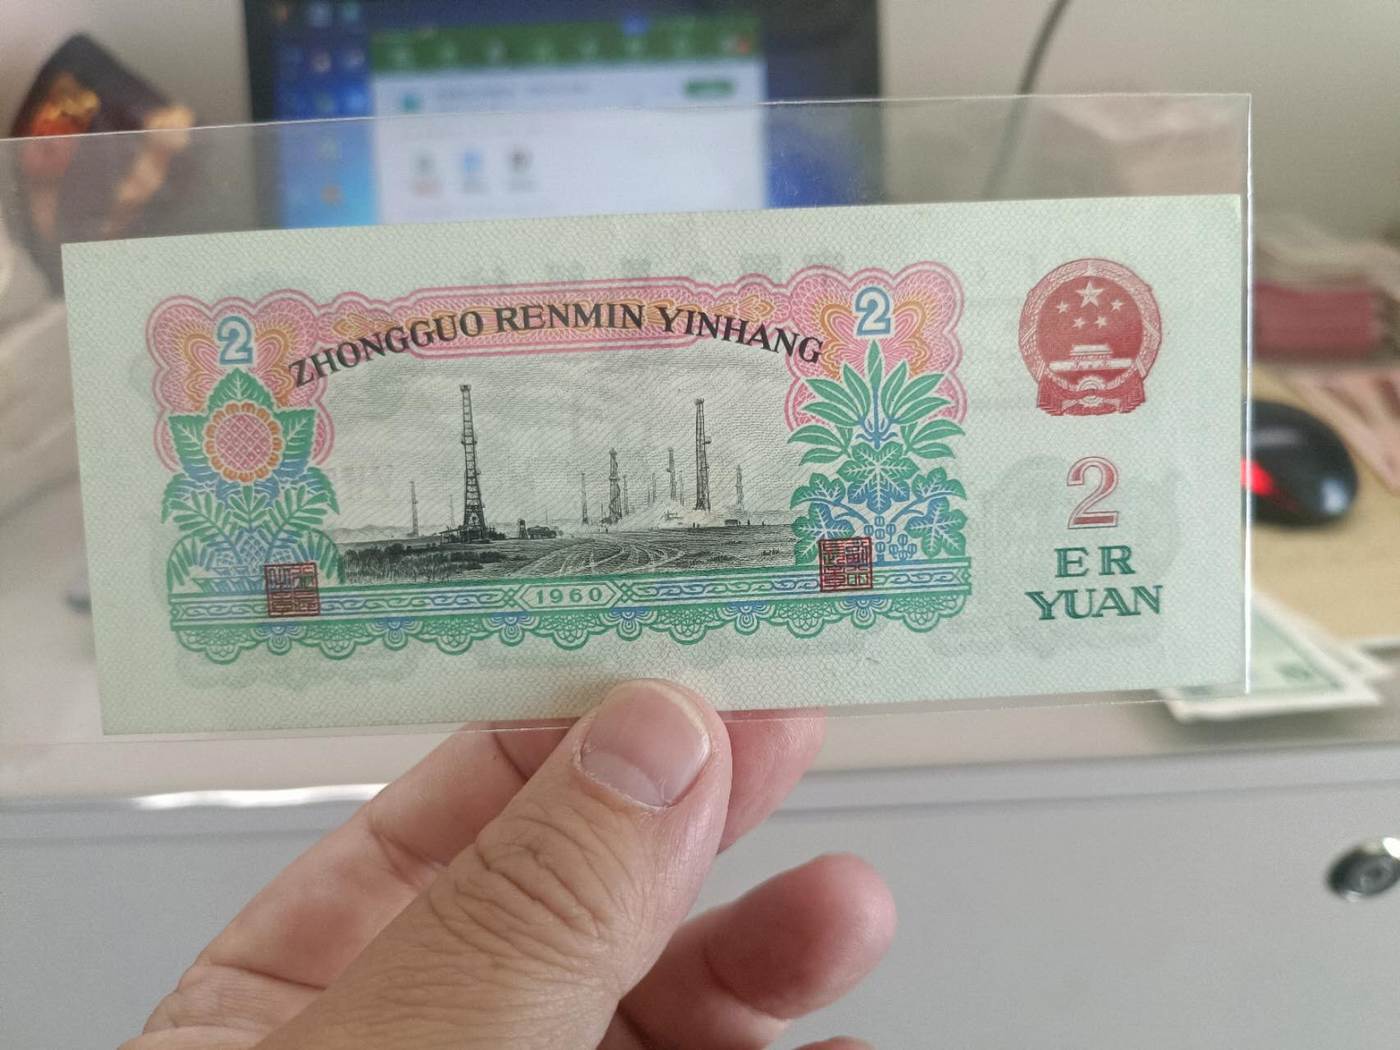 2
2
ZHONGGUO RENMIN YINHANG
2
ER
YUAN
1960